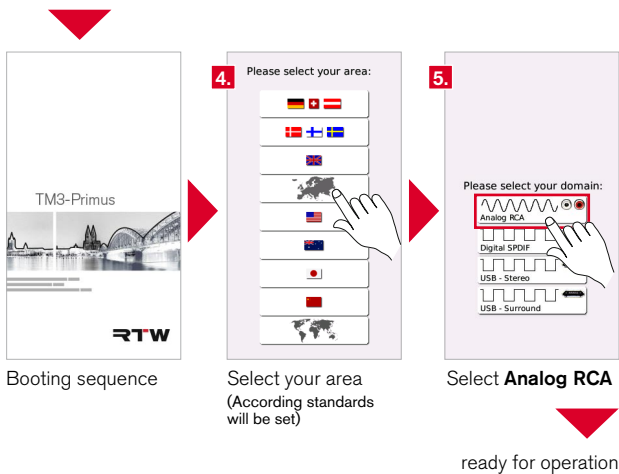 TM3-Primus
RTW
Booting sequence
4.
Please select your area:
Select your area
(According standards
will be set)
5.
Please select your domain:
Analog RCA
Digital SPDIF
USB - Stereo
USB - Surround
Select Analog RCA
ready for operation